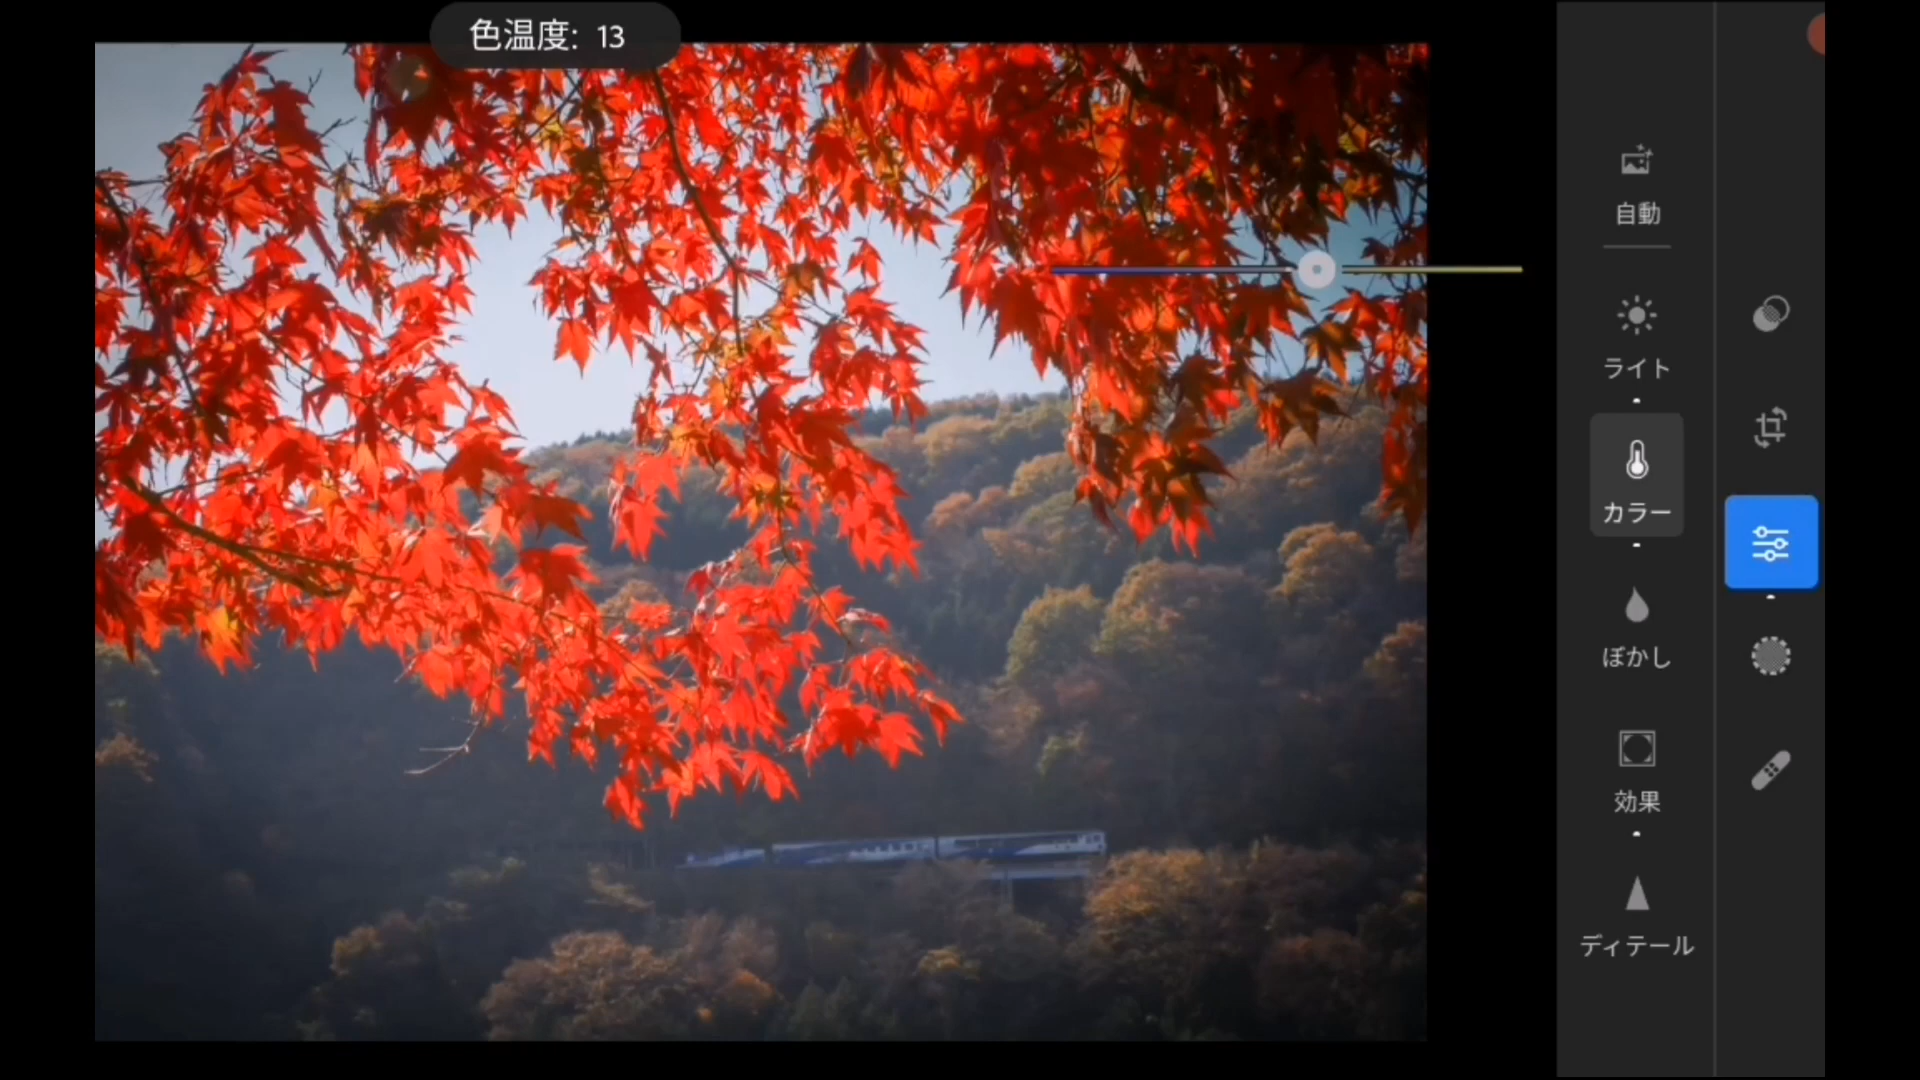 色温度: 13
自動
ライト
カラー
ぼかし
効果
ディテール